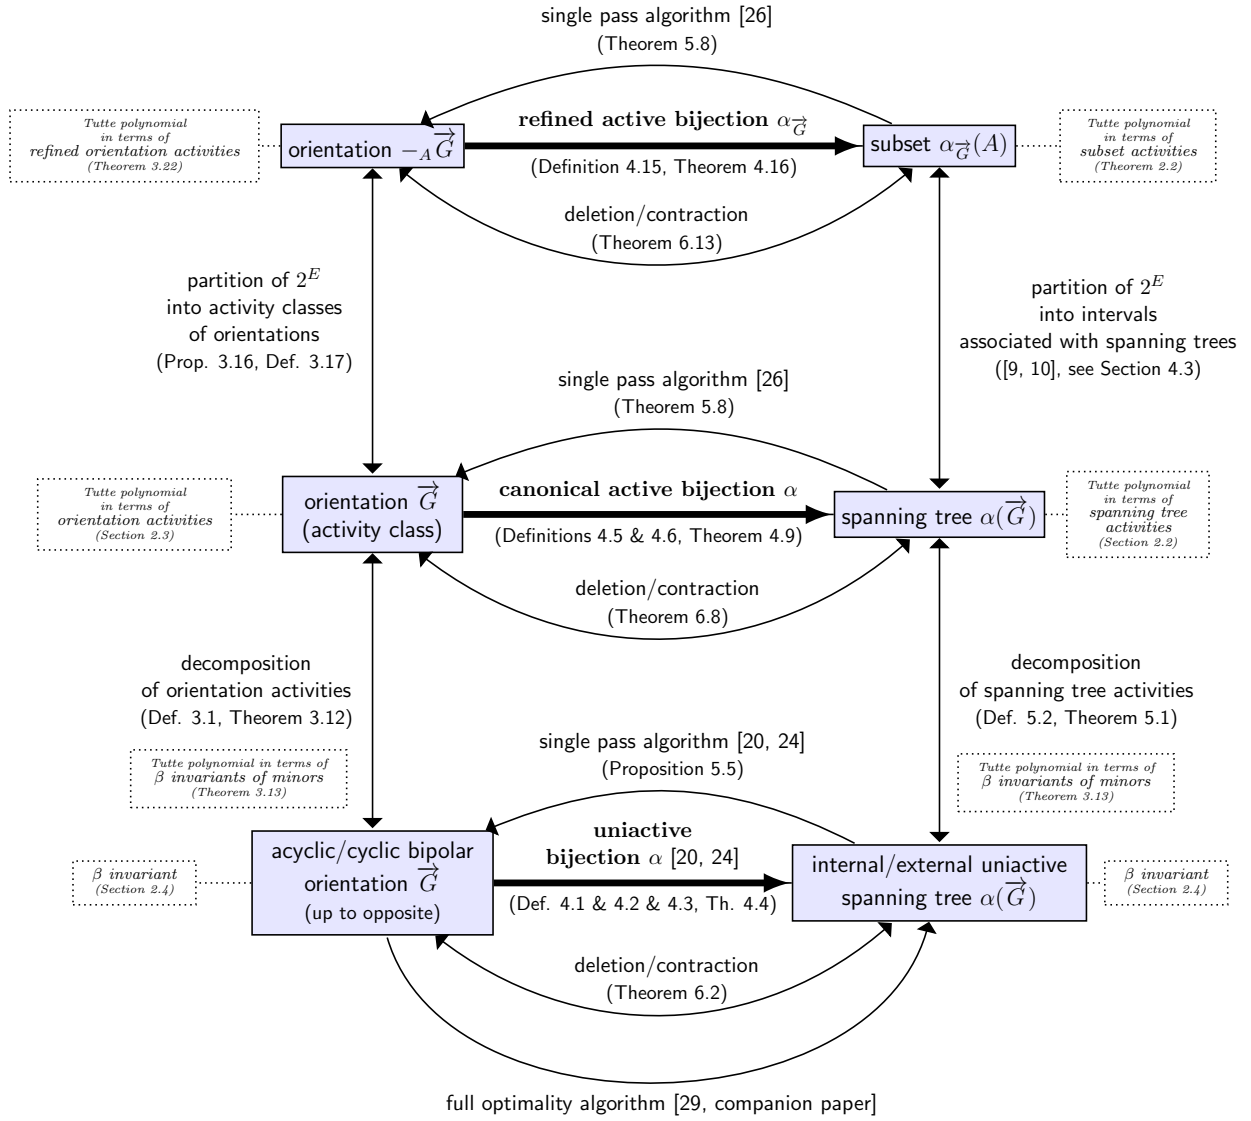 single pass algorithm [26]
(Theorem 5.8)
Tutte polynomial
in terms of
refined orientation activities
(Theorem 3.22)
orientation −_A G⃗
refined active bijection α_G⃗
(Definition 4.15, Theorem 4.16)
subset α_G⃗(A)
Tutte polynomial
in terms of
subset activities
(Theorem 2.2)
deletion/contraction
(Theorem 6.13)
partition of 2^E
into activity classes
of orientations
(Prop. 3.16, Def. 3.17)
partition of 2^E
into intervals
associated with spanning trees
([9, 10], see Section 4.3)
single pass algorithm [26]
(Theorem 5.8)
Tutte polynomial
in terms of
orientation activities
(Section 2.3)
orientation G⃗
(activity class)
canonical active bijection α
(Definitions 4.5 & 4.6, Theorem 4.9)
spanning tree α(G⃗)
Tutte polynomial
in terms of
spanning tree
activities
(Section 2.2)
deletion/contraction
(Theorem 6.8)
decomposition
of orientation activities
(Def. 3.1, Theorem 3.12)
decomposition
of spanning tree activities
(Def. 5.2, Theorem 5.1)
Tutte polynomial in terms of
β invariants of minors
(Theorem 3.13)
single pass algorithm [20, 24]
(Proposition 5.5)
Tutte polynomial in terms of
β invariants of minors
(Theorem 3.13)
β invariant
(Section 2.4)
acyclic/cyclic bipolar
orientation G⃗
(up to opposite)
uniactive
bijection α [20, 24]
(Def. 4.1 & 4.2 & 4.3, Th. 4.4)
internal/external uniactive
spanning tree α(G⃗)
β invariant
(Section 2.4)
deletion/contraction
(Theorem 6.2)
full optimality algorithm [29, companion paper]